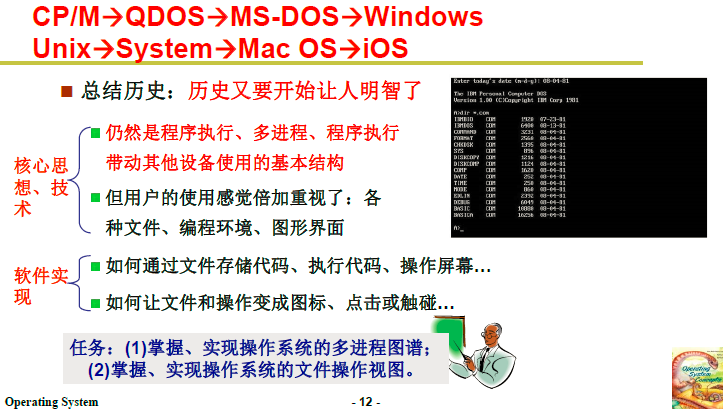 CP/M→QDOS→MS-DOS→Windows
Unix→System→Mac OS→iOS
总结历史：历史又要开始让人明智了
核心思想、技术
仍然是程序执行、多进程、程序执行
带动其他设备使用的基本结构
但用户的使用感觉倍加重视了：各
种文件、编程环境、图形界面
软件实现
如何通过文件存储代码、执行代码、操作屏幕…
如何让文件和操作变成图标、点击或触碰…
任务：(1)掌握、实现操作系统的多进程图谱；
(2)掌握、实现操作系统的文件操作视图。
Enter today's date (m-d-y): 08-04-81
The IBM Personal Computer DOS
Version 1.00 (C)Copyright IBM Corp 1981
A>dir *.com
IBMBIO COM 1920 07-23-81
IBMDOS COM 6400 08-13-81
COMMAND COM 3231 08-04-81
FORMAT COM 2560 08-04-81
CHKDSK COM 1395 08-04-81
SYS COM 896 08-04-81
DISKCOPY COM 1216 08-04-81
DISKCOMP COM 1124 08-04-81
COMP COM 1620 08-04-81
DATE COM 252 08-04-81
TIME COM 250 08-04-81
MODE COM 860 08-04-81
EDLIN COM 2392 08-04-81
DEBUG COM 6049 08-04-81
BASIC COM 10880 08-04-81
BASICA COM 16256 08-04-81
A>
Operating System
- 12 -
Operating
System
Concepts